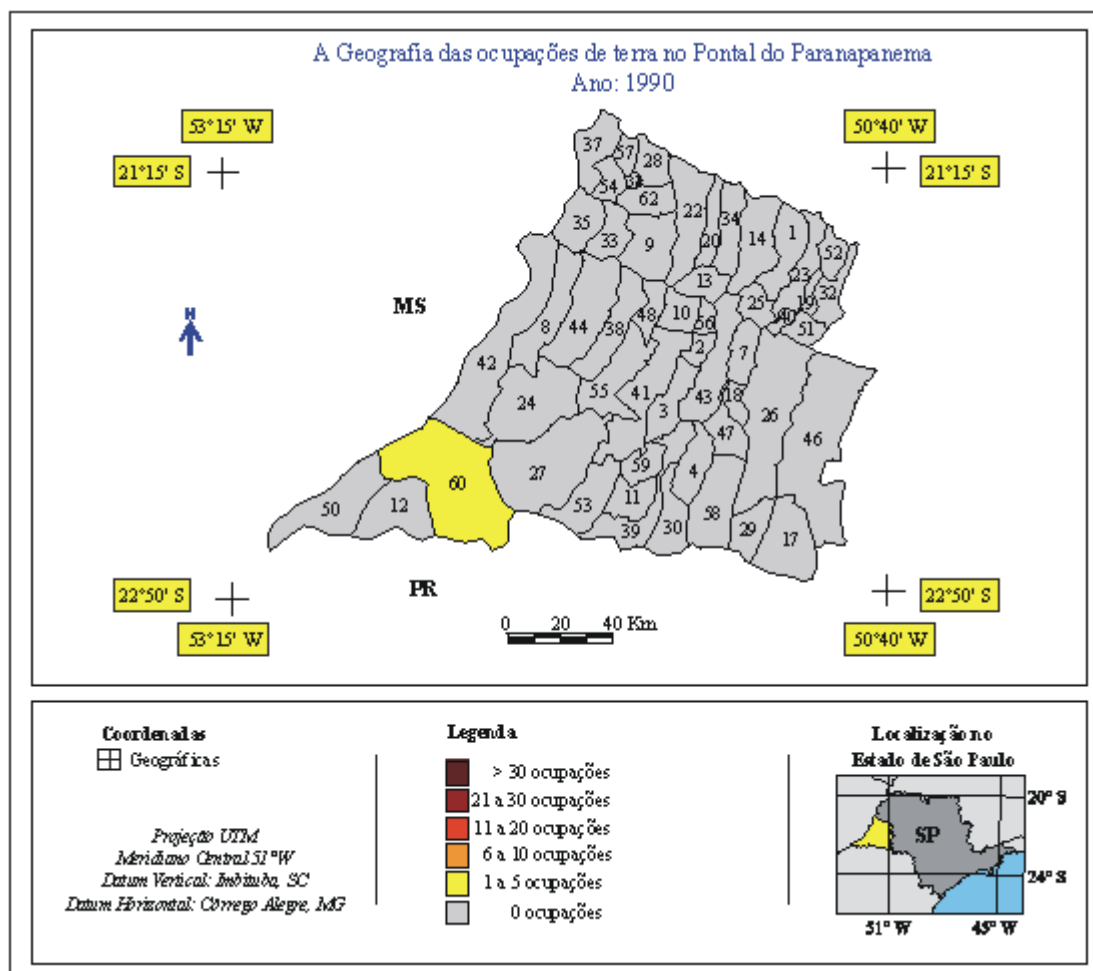 A Geografia das ocupações de terra no Pontal do Paranapanema
Ano: 1990
53°15' W
50°40' W
21°15' S
21°15' S
37
57
28
54
62
22
34
35
33
9
20
14
1
52
13
23
MS
8
44
38
48
10
56
25
19
32
40
51
42
2
7
24
55
41
3
43
18
26
46
47
60
27
59
4
50
12
53
11
58
39
30
29
17
N
22°50' S
PR
22°50' S
53°15' W
0 20 40 Km
50°40' W
Coordenadas
Geográficas
Projeção UTM
Meridiano Central 51°W
Datum Vertical: Imbituba, SC
Datum Horizontal: Córrego Alegre, MG
Legenda
> 30 ocupações
21 a 30 ocupações
11 a 20 ocupações
6 a 10 ocupações
1 a 5 ocupações
0 ocupações
Localização no
Estado de São Paulo
20° S
SP
24° S
51° W
45° W